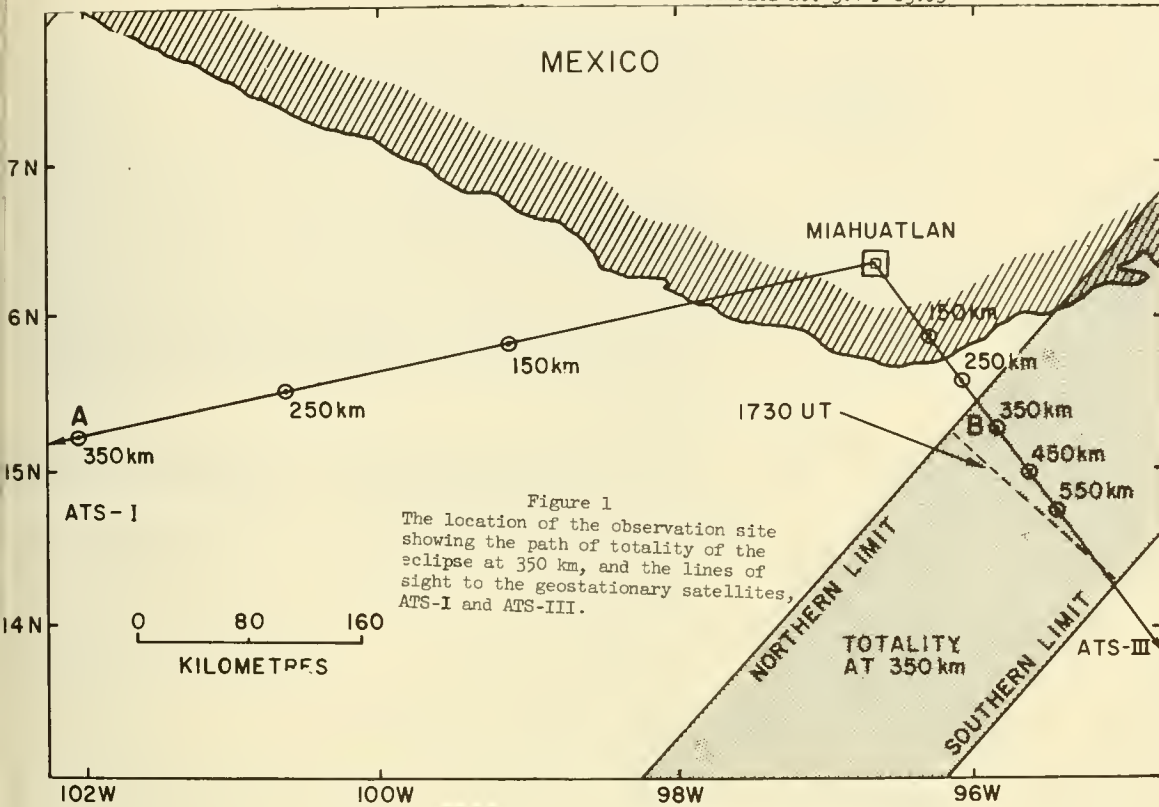 MEXICO
7N
MIAHUATLAN
6N
150km
150km
250km
250km
1730 UT
B
350km
A
350km
15N
450km
550km
ATS-I
Figure 1
The location of the observation site
showing the path of totality of the
eclipse at 350 km, and the lines of
sight to the geostationary satellites,
ATS-I and ATS-III.
0 80 160
KILOMETRES
14N
NORTHERN LIMIT
TOTALITY
AT 350km
ATS-III
SOUTHERN LIMIT
102W 100W 98W 96W